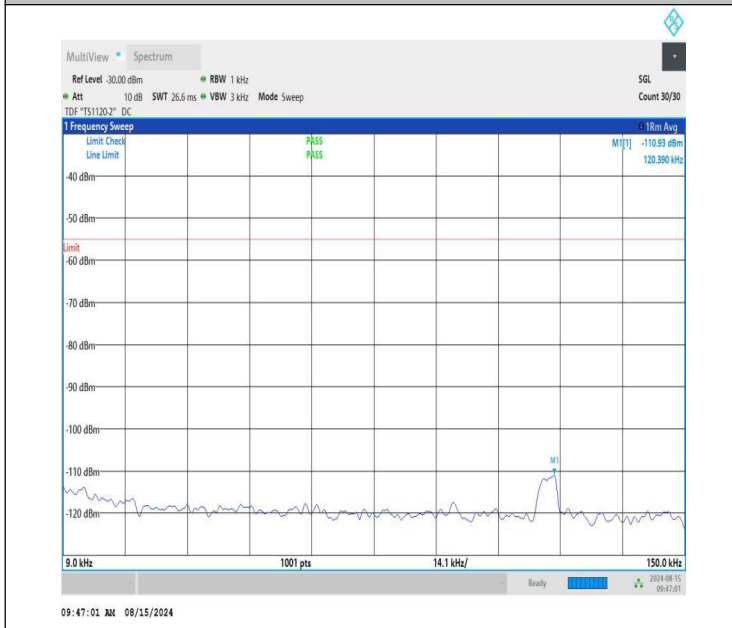 R S
MultiView Spectrum
Ref Level -30.00 dBm RBW 1 kHz SGL
Att 10 dB SWT 26.6 ms VBW 3 kHz Mode Sweep Count 30/30
TDF "TS1120-2" DC
1 Frequency Sweep 1Rm Avg
Limit Check PASS M1[1] -110.93 dBm
Line Limit PASS 120.390 kHz
-40 dBm
-50 dBm
Limit
-60 dBm
-70 dBm
-80 dBm
-90 dBm
-100 dBm
M1
-110 dBm
-120 dBm
9.0 kHz 1001 pts 14.1 kHz/ 150.0 kHz
Ready 2024-08-15
09:47:01
09:47:01 AM 08/15/2024